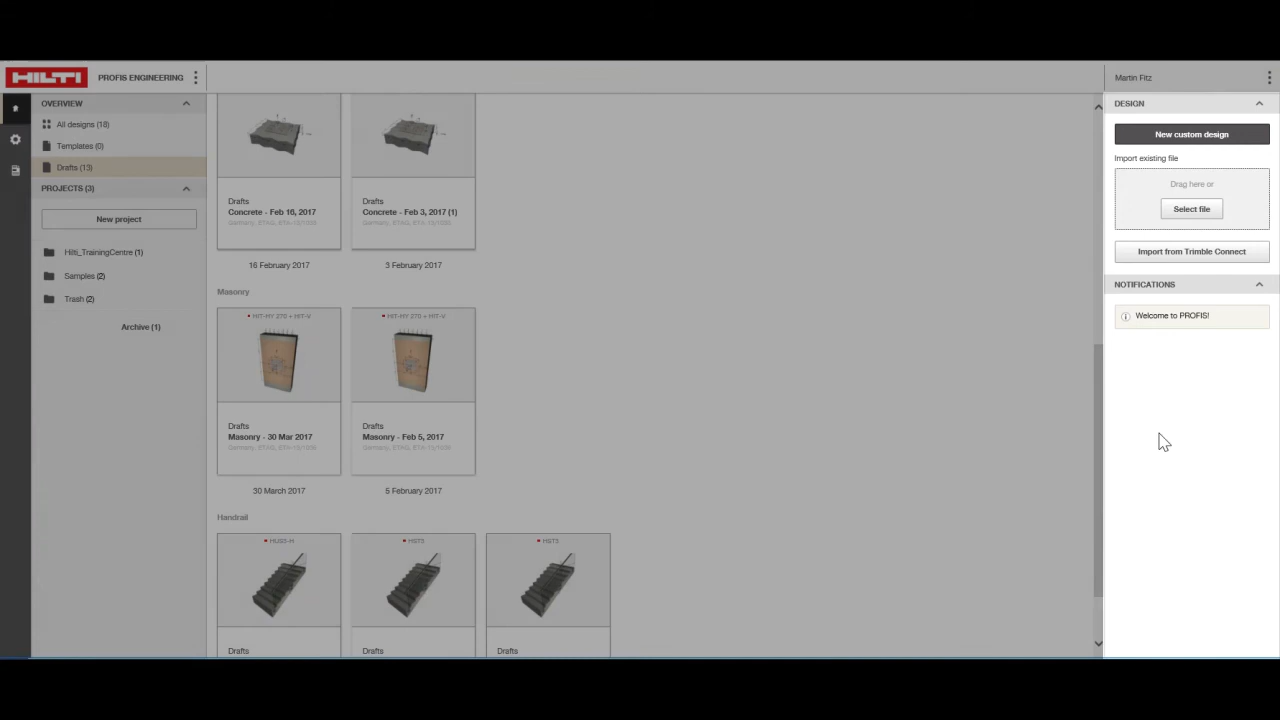 HILTI
PROFIS ENGINEERING
Martin Fitz
OVERVIEW
All designs (18)
Templates (0)
Drafts (13)
PROJECTS (3)
New project
Hilti_TrainingCentre (1)
Samples (2)
Trash (2)
Archive (1)
Drafts
Concrete - Feb 16, 2017
16 February 2017
Drafts
Concrete - Feb 3, 2017 (1)
3 February 2017
Masonry
HIT-HY 270 + HIT-V
Drafts
Masonry - 30 Mar 2017
30 March 2017
HIT-HY 270 + HIT-V
Drafts
Masonry - Feb 5, 2017
5 February 2017
Handrail
HUS3-H
Drafts
HST3
Drafts
HST3
Drafts
DESIGN
New custom design
Import existing file
Drag here or
Select file
Import from Trimble Connect
NOTIFICATIONS
Welcome to PROFIS!